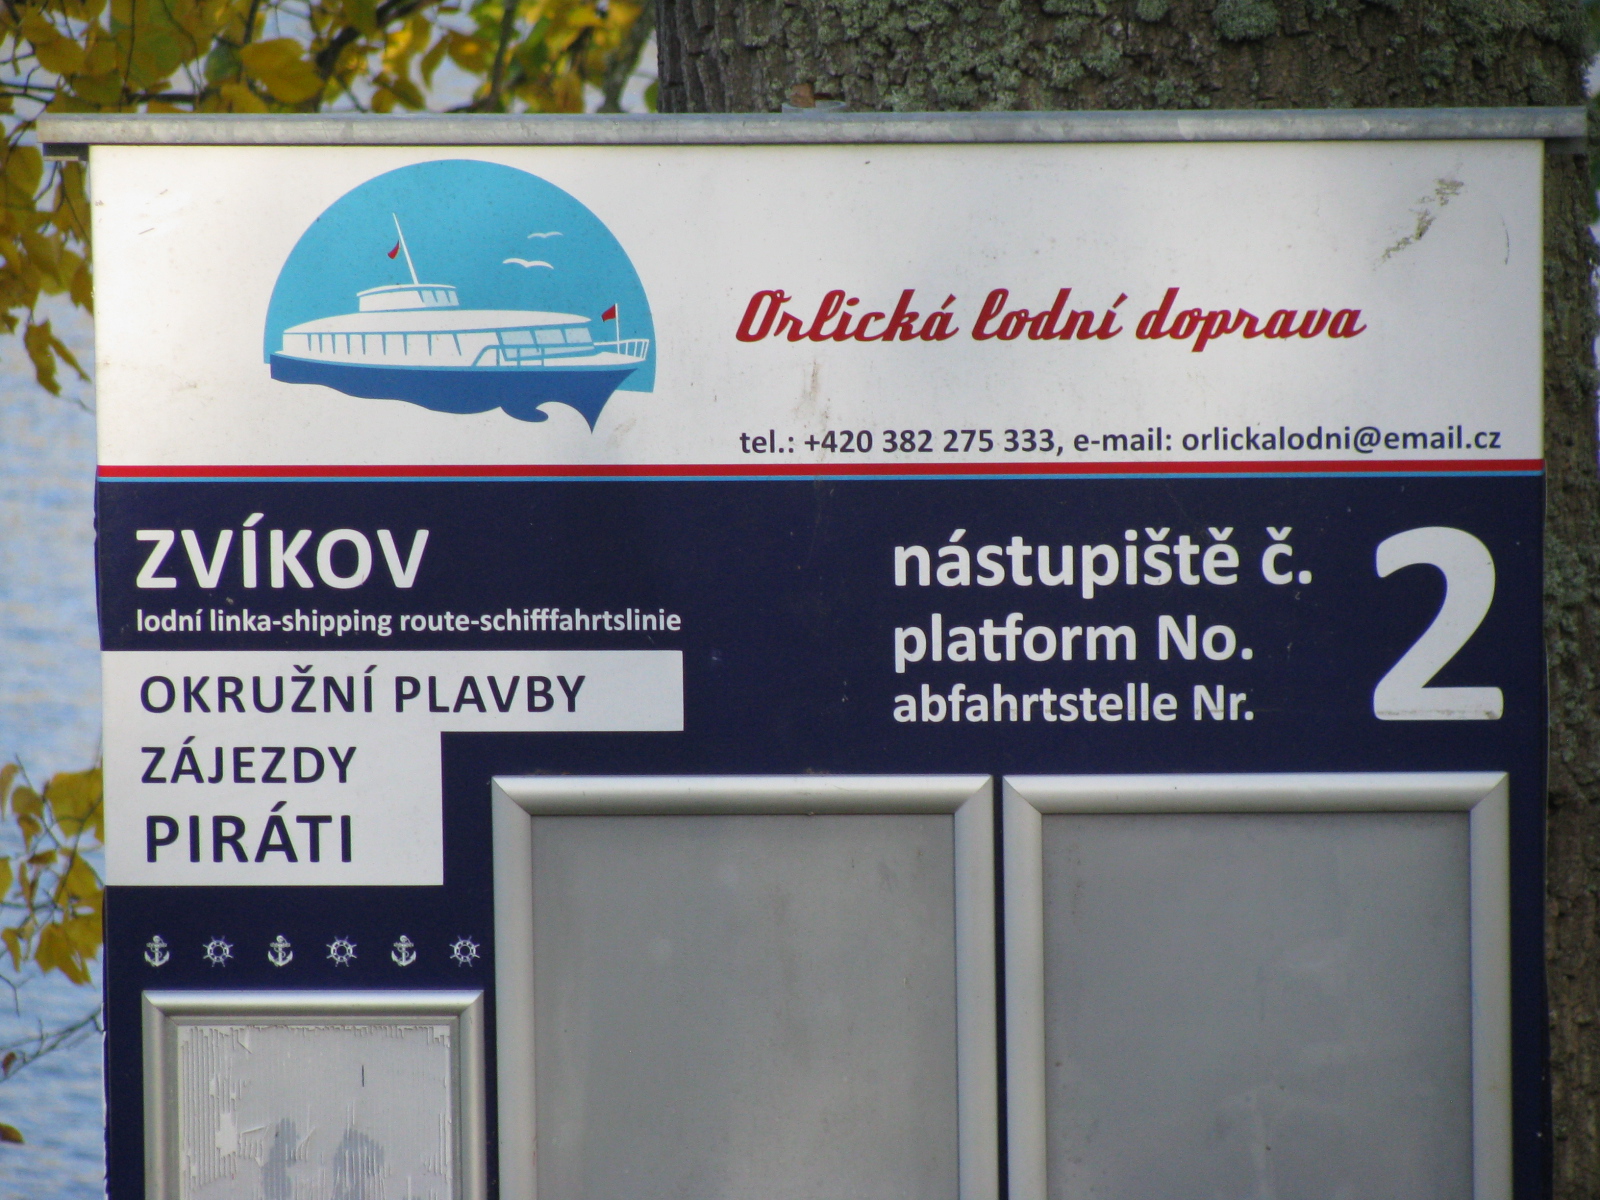 Orlická lodní doprava
tel.: +420 382 275 333, e-mail: orlickalodni@email.cz
ZVÍKOV
lodní linka-shipping route-schifffahrtslinie
OKRUŽNÍ PLAVBY
ZÁJEZDY
PIRÁTI
nástupiště č.
platform No.
abfahrtstelle Nr.
2